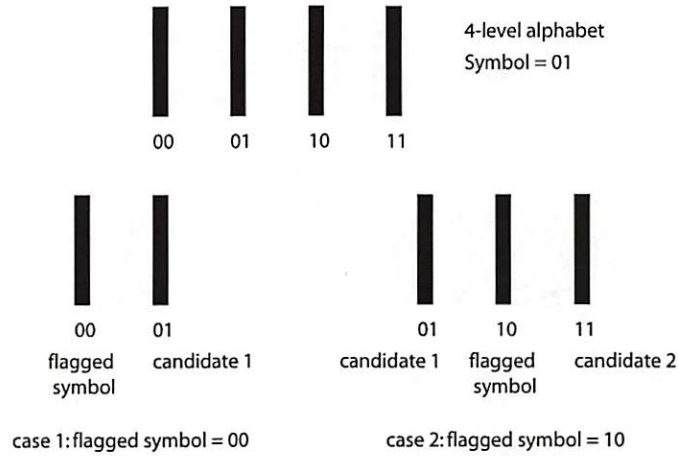 4-level alphabet
Symbol = 01
00 01 10 11
00 01
flagged symbol candidate 1
case 1: flagged symbol = 00
01 10 11
candidate 1 flagged symbol candidate 2
case 2: flagged symbol = 10